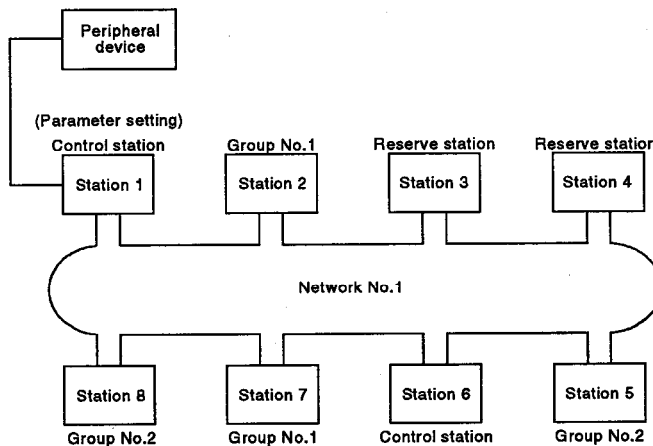 Peripheral
device
(Parameter setting)
Control station
Group No.1
Reserve station
Reserve station
Station 1
Station 2
Station 3
Station 4
Network No.1
Station 8
Station 7
Station 6
Station 5
Group No.2
Group No.1
Control station
Group No.2